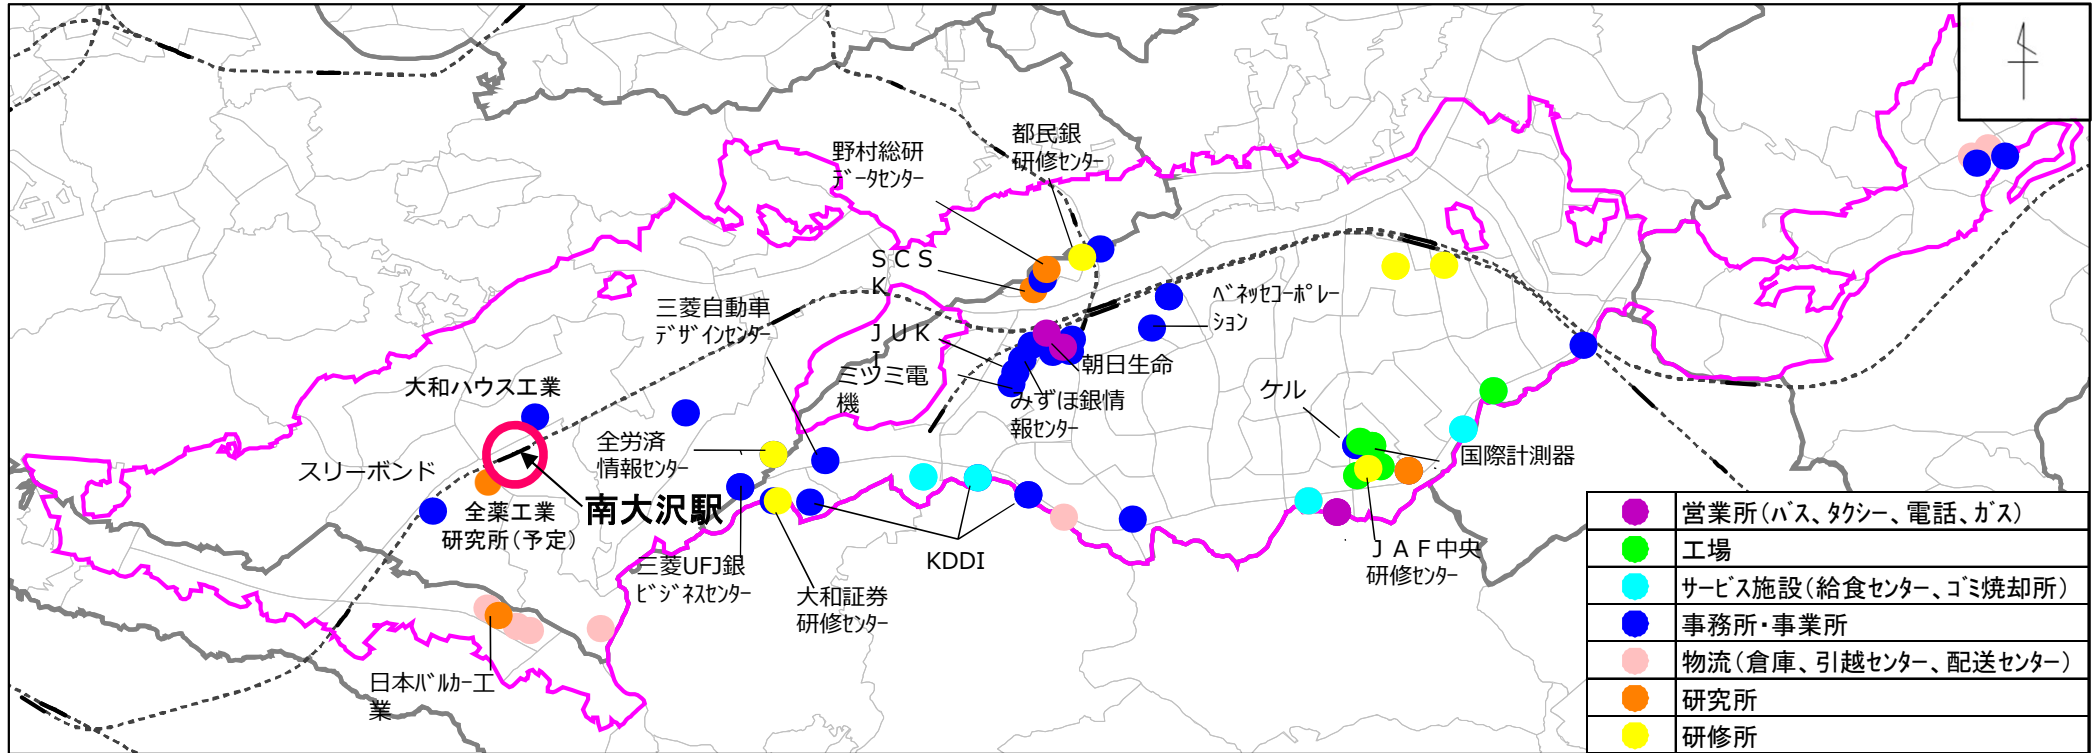 都民銀
研修ｾﾝﾀｰ
野村総研
ﾃﾞｰﾀｾﾝﾀｰ
ＳＣＳ
Ｋ
三菱自動車
ﾃﾞｻﾞｲﾝｾﾝﾀｰ
ﾍﾞﾈｯｾｺｰﾎﾟﾚｰ
ｼｮﾝ
ＪＵＫ
Ｉ
朝日生命
ミツミ電
機
みずほ銀情
報ｾﾝﾀｰ
大和ハウス工業
ケル
全労済
情報ｾﾝﾀｰ
国際計測器
スリーボンド
南大沢駅
全薬工業
研究所（予定）
三菱UFJ銀
ﾋﾞｼﾞﾈｽｾﾝﾀｰ
KDDI
ＪＡＦ中央
研修ｾﾝﾀｰ
大和証券
研修ｾﾝﾀｰ
日本ﾊﾞﾙｶｰ工
業
営業所（ﾊﾞｽ、ﾀｸｼｰ、電話、ｶﾞｽ）
工場
ｻｰﾋﾞｽ施設（給食ｾﾝﾀｰ、ｺﾞﾐ焼却所）
事務所・事業所
物流（倉庫、引越ｾﾝﾀｰ、配送ｾﾝﾀｰ）
研究所
研修所